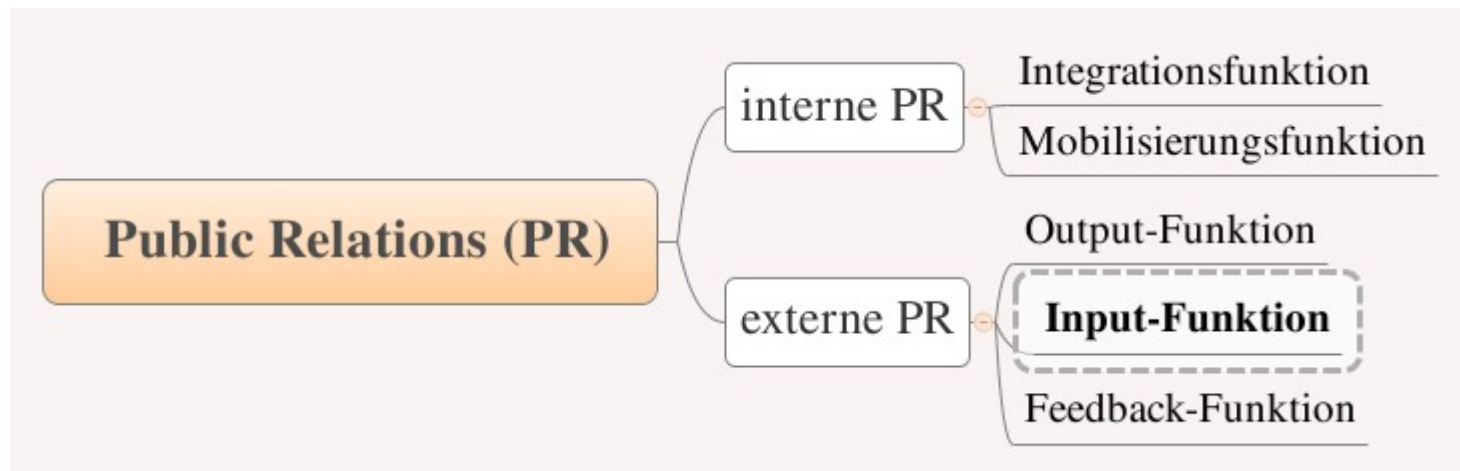 Public Relations (PR)
interne PR
Integrationsfunktion
Mobilisierungsfunktion
externe PR
Output-Funktion
Input-Funktion
Feedback-Funktion